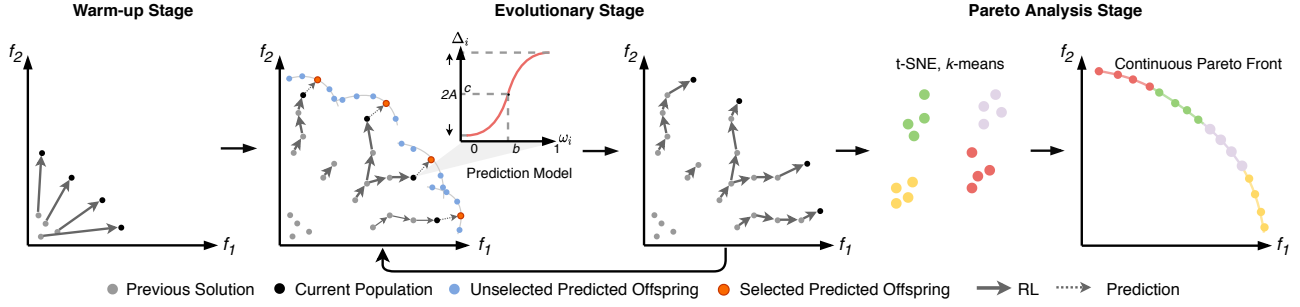 Warm-up Stage
Evolutionary Stage
Pareto Analysis Stage
f2
f1
f2
f1
Δi
2A
c
0
b
1
ωi
Prediction Model
f2
f1
t-SNE, k-means
f2
Continuous Pareto Front
f1
Previous Solution
Current Population
Unselected Predicted Offspring
Selected Predicted Offspring
RL
Prediction